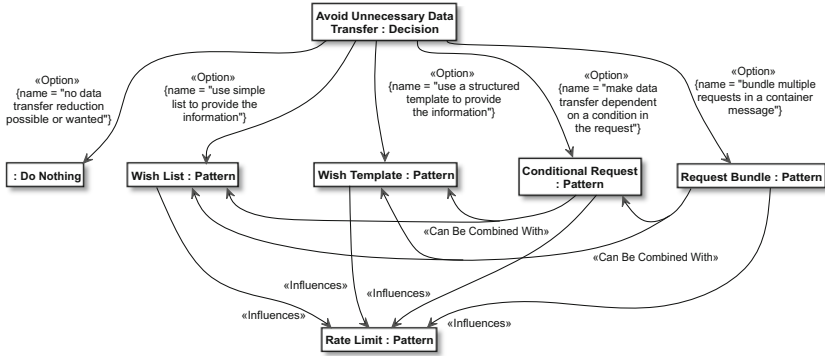 Avoid Unnecessary Data
Transfer : Decision
«Option»
{name = "no data
transfer reduction
possible or wanted"}
«Option»
{name = "use simple
list to provide the
information"}
«Option»
{name = "use a structured
template to provide
the information"}
«Option»
{name = "make data
transfer dependent
on a condition in
the request"}
«Option»
{name = "bundle multiple
requests in a container
message"}
: Do Nothing
Wish List : Pattern
Wish Template : Pattern
Conditional Request
: Pattern
Request Bundle : Pattern
«Can Be Combined With»
«Can Be Combined With»
«Influences»
«Influences»
«Influences»
«Influences»
Rate Limit : Pattern